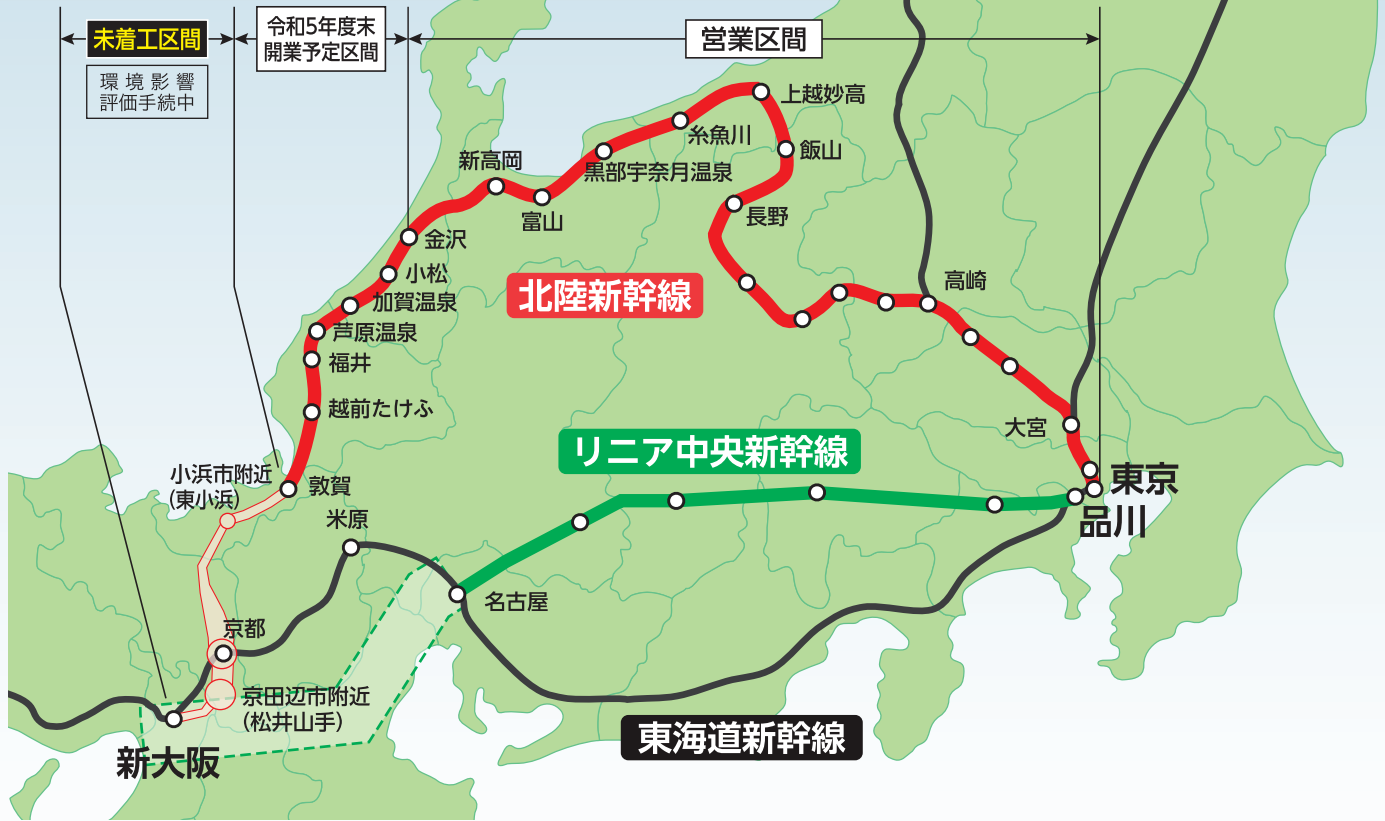 未着工区間
環境影響
評価手続中
令和5年度末
開業予定区間
営業区間
上越妙高
糸魚川
飯山
新高岡
黒部宇奈月温泉
富山
長野
金沢
小松
加賀温泉
芦原温泉
福井
越前たけふ
北陸新幹線
高崎
大宮
リニア中央新幹線
小浜市附近
(東小浜)
敦賀
米原
東京
品川
名古屋
京都
京田辺市附近
(松井山手)
新大阪
東海道新幹線